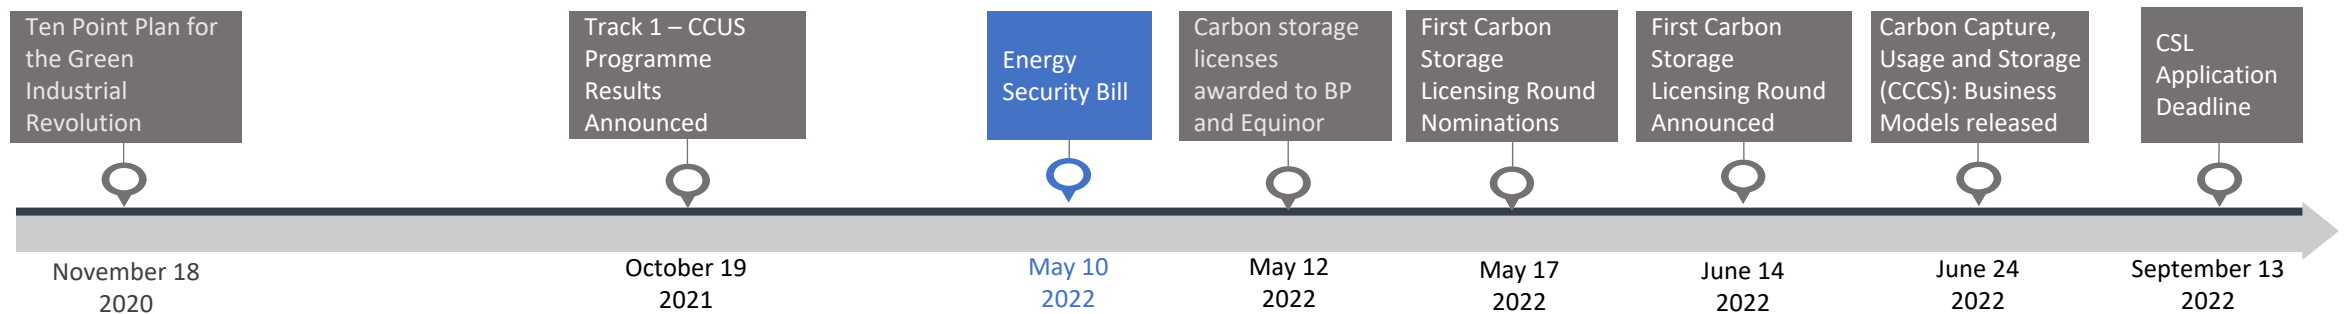 Ten Point Plan for
the Green
Industrial
Revolution
Track 1 – CCUS
Programme
Results
Announced
Energy
Security Bill
Carbon storage
licenses
awarded to BP
and Equinor
First Carbon
Storage
Licensing Round
Nominations
First Carbon
Storage
Licensing Round
Announced
Carbon Capture,
Usage and Storage
(CCCS): Business
Models released
CSL
Application
Deadline
November 18
2020
October 19
2021
May 10
2022
May 12
2022
May 17
2022
June 14
2022
June 24
2022
September 13
2022